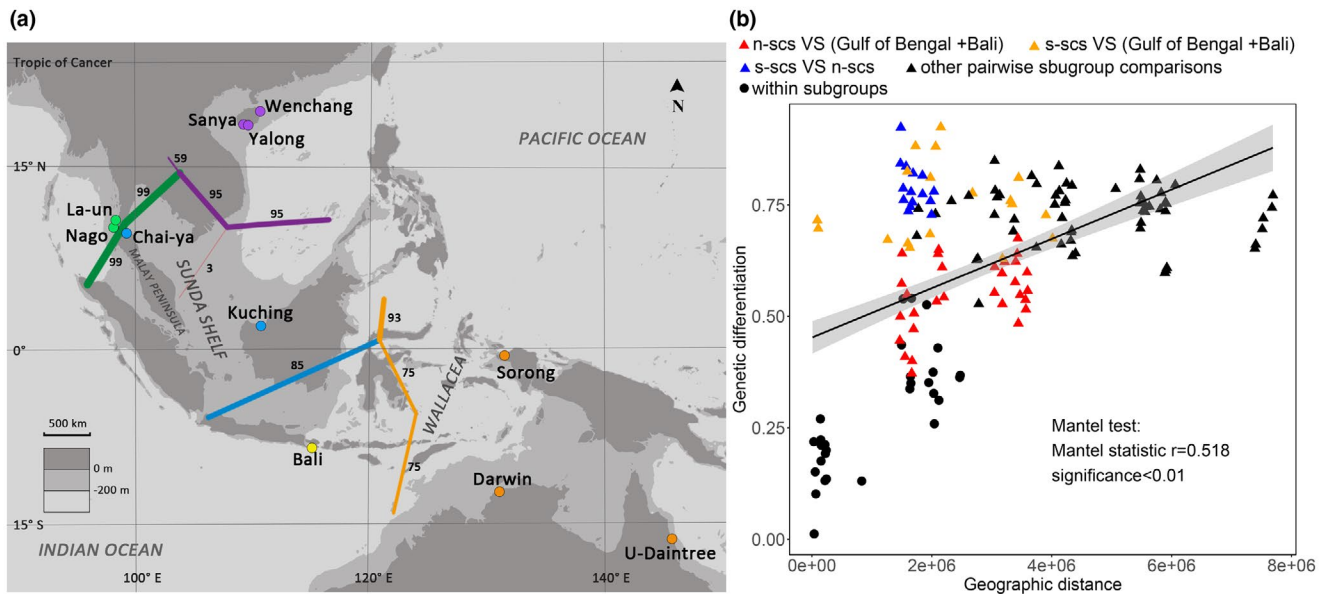 (a)
Tropic of Cancer
Wenchang
Sanya
Yalong
N
PACIFIC OCEAN
15° N
59
95
95
99
La-un
Nago
Chai-ya
99
MALAY PENINSULA
SUNDA SHELF
3
Kuching
93
0°
85
75
WALLACEA
Sorong
500 km
0 m
-200 m
Bali
75
Darwin
15° S
U-Daintree
INDIAN OCEAN
100° E
120° E
140° E
(b)
n-scs VS (Gulf of Bengal +Bali)
s-scs VS (Gulf of Bengal +Bali)
s-scs VS n-scs
other pairwise sbugroup comparisons
within subgroups
Genetic differentiation
0.75
0.50
0.25
0.00
Mantel test:
Mantel statistic r=0.518
significance<0.01
0e+00
2e+06
4e+06
6e+06
8e+06
Geographic distance